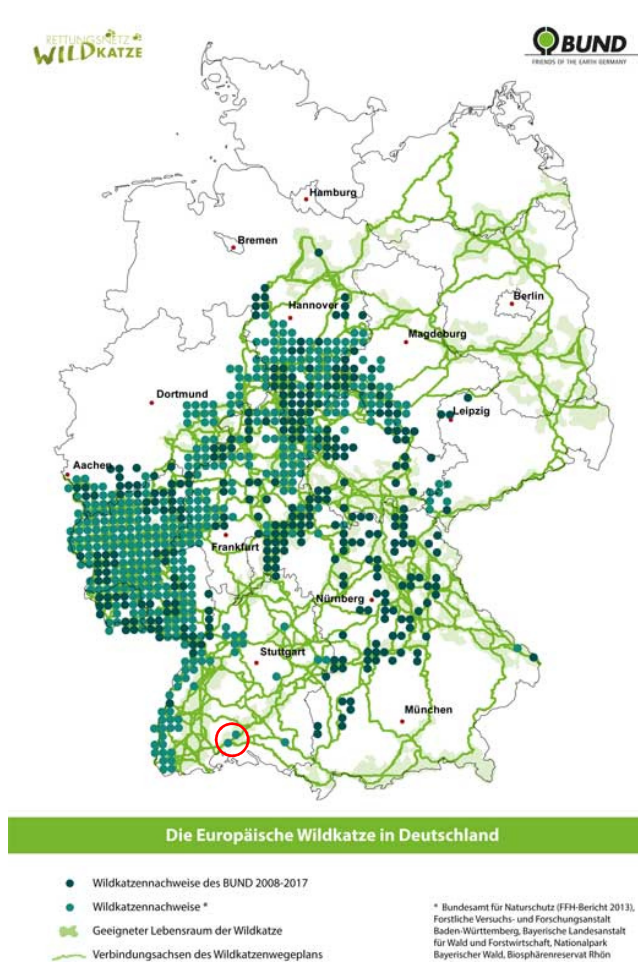 RETTUNGSNETZ
WILDKATZE
BUND
FRIENDS OF THE EARTH GERMANY
Hamburg
Bremen
Berlin
Hannover
Magdeburg
Dortmund
Leipzig
Aachen
Frankfurt
Nürnberg
Stuttgart
München
Die Europäische Wildkatze in Deutschland
Wildkatzennachweise des BUND 2008-2017
Wildkatzennachweise *
Geeigneter Lebensraum der Wildkatze
Verbindungsachsen des Wildkatzenwegeplans
* Bundesamt für Naturschutz (FFH-Bericht 2013),
Forstliche Versuchs- und Forschungsanstalt
Baden-Württemberg, Bayerische Landesanstalt
für Wald und Forstwirtschaft, Nationalpark
Bayerischer Wald, Biosphärenreservat Rhön